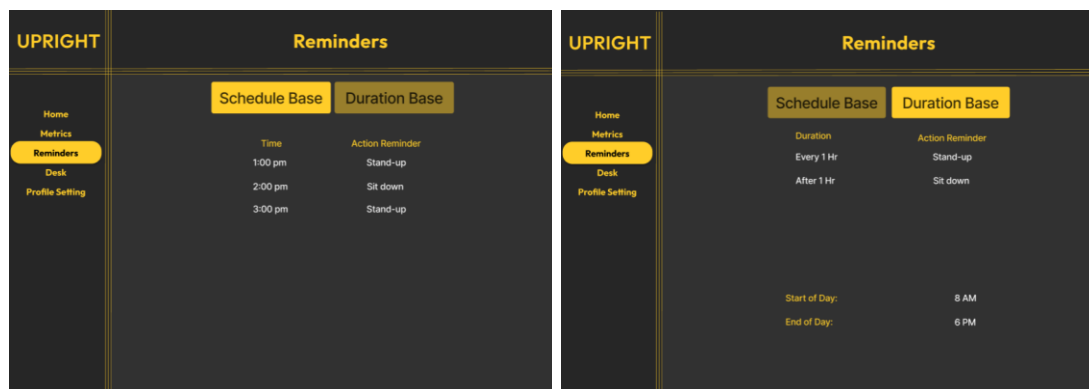 UPRIGHT
Reminders
Schedule Base Duration Base
Home
Metrics
Reminders
Desk
Profile Setting
Time Action Reminder
1:00 pm Stand-up
2:00 pm Sit down
3:00 pm Stand-up
UPRIGHT
Reminders
Schedule Base Duration Base
Home
Metrics
Reminders
Desk
Profile Setting
Duration Action Reminder
Every 1 Hr Stand-up
After 1 Hr Sit down
Start of Day: 8 AM
End of Day: 6 PM